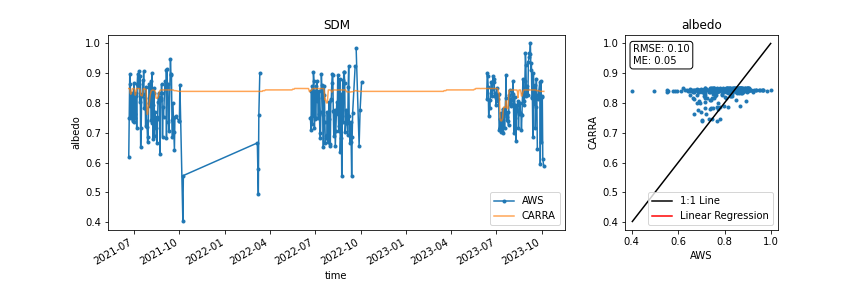 SDM
albedo
1.0
0.9
0.8
0.7
0.6
0.5
0.4
2021-07
2021-10
2022-01
2022-04
2022-07
2022-10
2023-01
2023-04
2023-07
2023-10
time
AWS
CARRA
albedo
CARRA
1.0
0.9
0.8
0.7
0.6
0.5
0.4
RMSE: 0.10
ME: 0.05
1:1 Line
Linear Regression
0.4
0.6
0.8
1.0
AWS